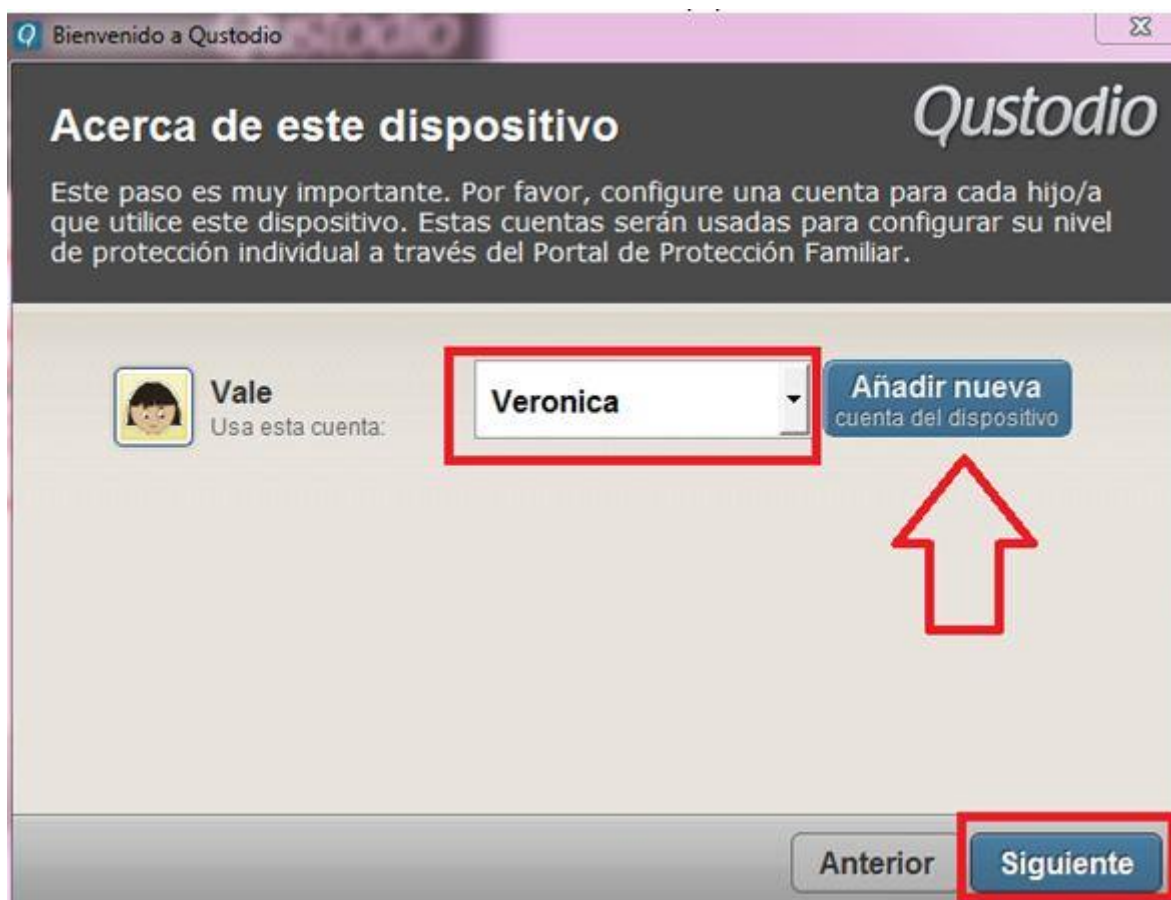 Bienvenido a Qustodio
Qustodio
Acerca de este dispositivo
Este paso es muy importante. Por favor, configure una cuenta para cada hijo/a
que utilice este dispositivo. Estas cuentas serán usadas para configurar su nivel
de protección individual a través del Portal de Protección Familiar.
Vale
Usa esta cuenta:
Veronica
Añadir nueva
cuenta del dispositivo
Anterior
Siguiente